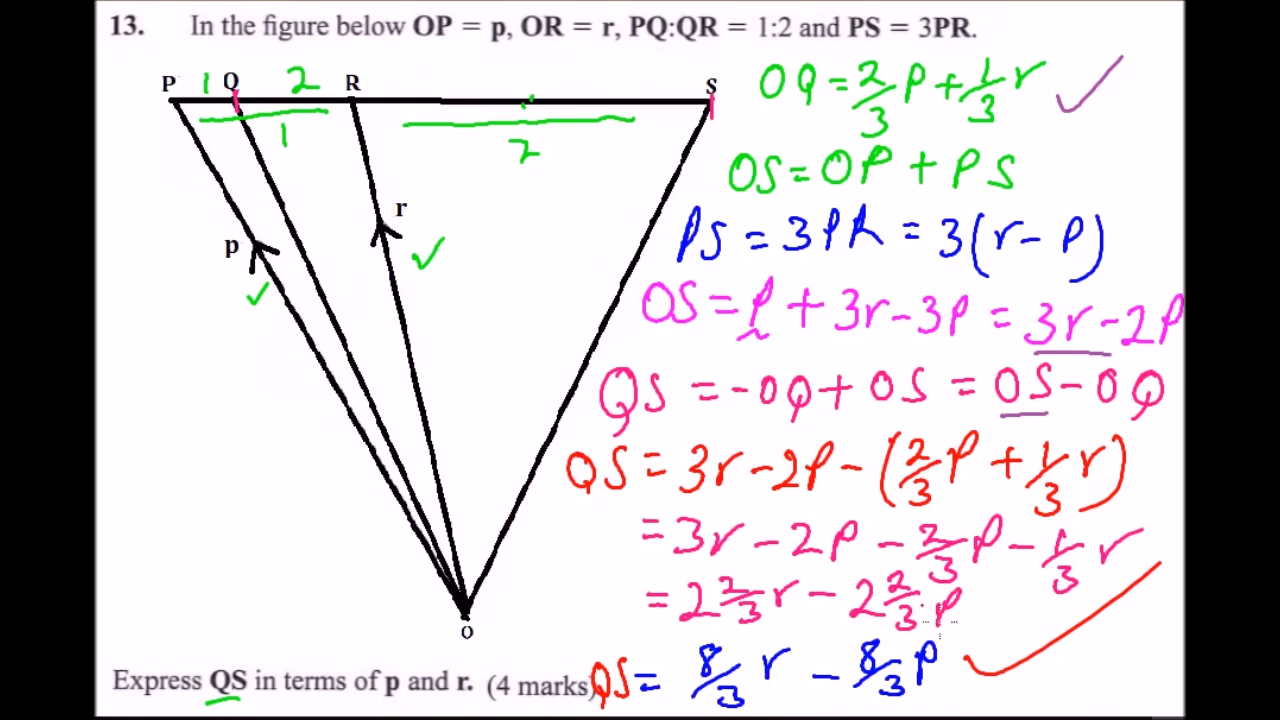 13. In the figure below OP = p, OR = r, PQ:QR = 1:2 and PS = 3PR.
P 1 Q 2 R S
1
2
p
r
O
OQ = 2/3 p + 1/3 r
OS = OP + PS
PS = 3PR = 3(r - p)
OS = p + 3r - 3p = 3r - 2p
QS = -OQ + OS = OS - OQ
QS = 3r - 2p - (2/3 p + 1/3 r)
= 3r - 2p - 2/3 p - 1/3 r
= 2 2/3 r - 2 2/3 p
QS = 8/3 r - 8/3 p
Express QS in terms of p and r. (4 marks)